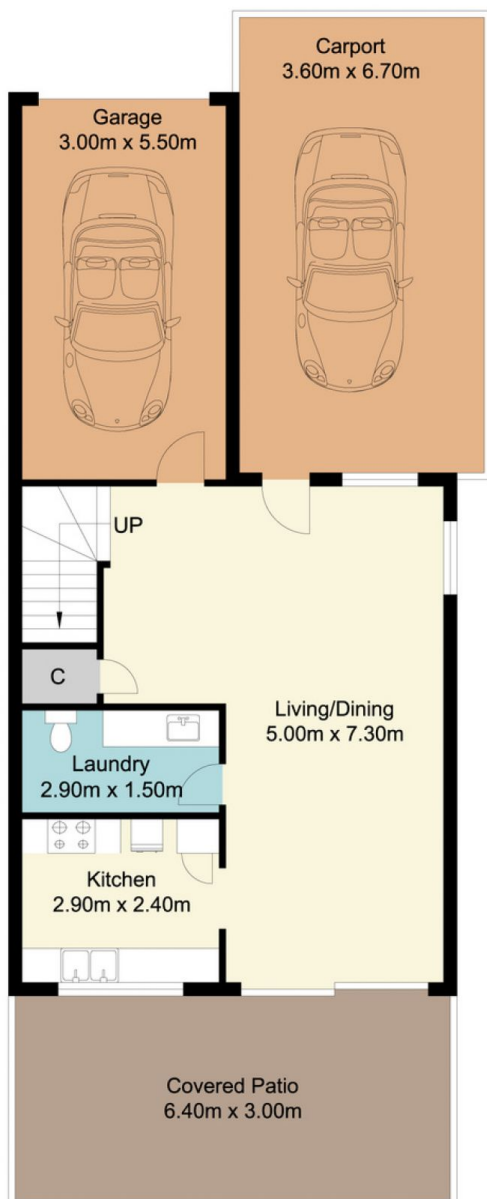 Carport
3.60m x 6.70m
Garage
3.00m x 5.50m
UP
C
Living/Dining
5.00m x 7.30m
Laundry
2.90m x 1.50m
Kitchen
2.90m x 2.40m
Covered Patio
6.40m x 3.00m